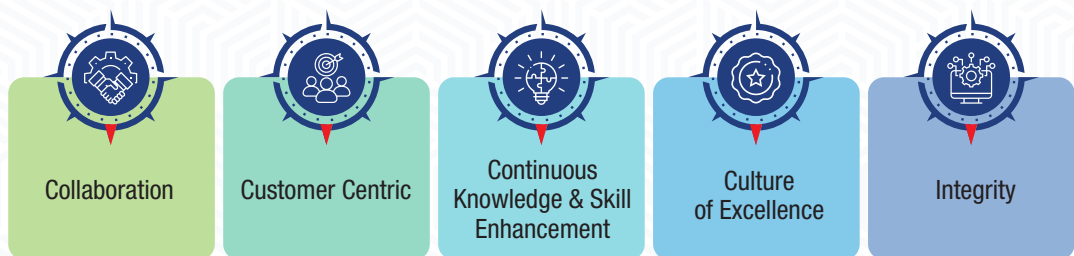 Collaboration
Customer Centric
Continuous
Knowledge & Skill
Enhancement
Culture
of Excellence
Integrity